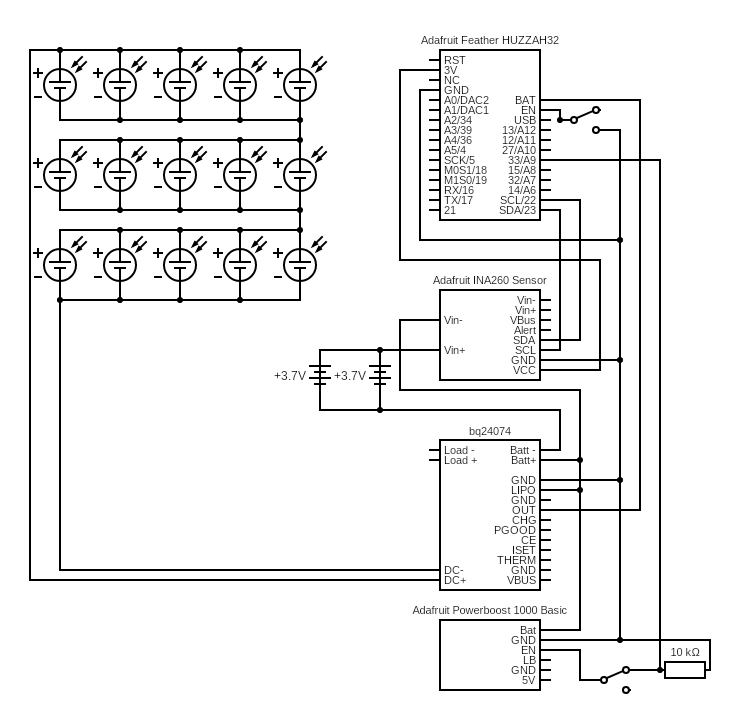 Adafruit Feather HUZZAH32
RST
3V
NC
GND
A0/DAC2 BAT
A1/DAC1 EN
A2/34 USB
A3/39 13/A12
A4/36 12/A11
A5/4 27/A10
SCK/5 33/A9
M0S1/18 15/A8
M1S0/19 32/A7
RX/16 14/A6
TX/17 SCL/22
21 SDA/23
+ + + + +
- - - - -
+ + + + +
- - - - -
+ + + + +
- - - - -
Adafruit INA260 Sensor
Vin-
Vin+
Vin- VBus
Alert
SDA
Vin+ SCL
GND
VCC
+3.7V +3.7V
bq24074
Load - Batt -
Load + Batt+
GND
LIPO
GND
OUT
CHG
PGOOD
CE
ISET
THERM
DC- GND
DC+ VBUS
Adafruit Powerboost 1000 Basic
Bat
GND
EN
LB
GND
5V
10 kΩ